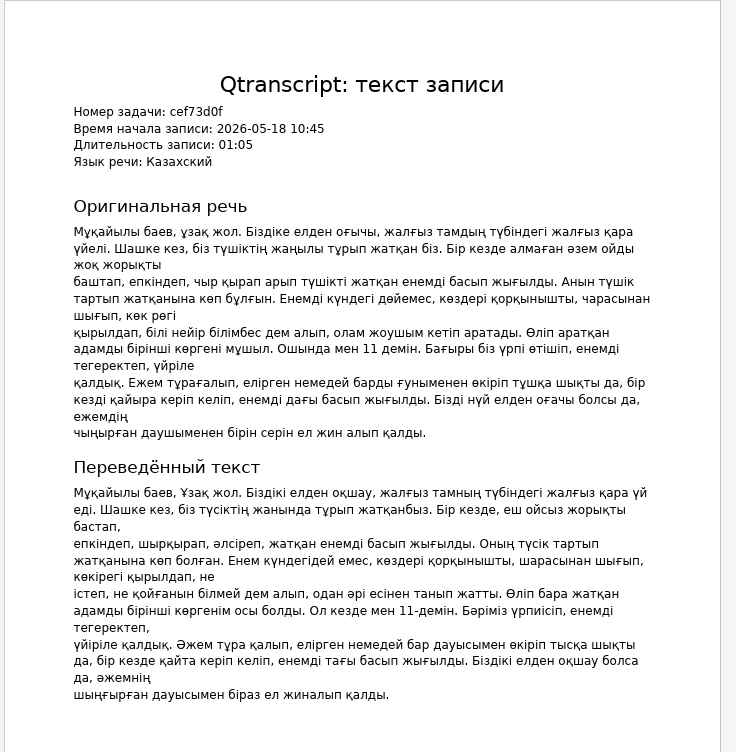 Qtranscript: текст записи
Номер задачи: cef73d0f
Время начала записи: 2026-05-18 10:45
Длительность записи: 01:05
Язык речи: Казахский
Оригинальная речь
Мұқайылы баев, ұзақ жол. Біздіке елден оғычы, жалғыз тамдың түбіндегі жалғыз қара
үйелі. Шашке кез, біз түшіктің жаңылы тұрып жатқан біз. Бір кезде алмаған әзем ойды
жоқ жорықты
баштап, епкіндеп, чыр қырап арып түшікті жатқан енемді басып жығылды. Анын түшік
тартып жатқанына көп бұлғын. Енемді күндегі дөйемес, көздері қорқынышты, чарасынан
шығып, көк рөгі
қырылдап, білі нейір білімбес дем алып, олам жоушым кетіп аратады. Өліп аратқан
адамды бірінші көргені мұшыл. Ошында мен 11 демін. Бағыры біз үрпі өтішіп, енемді
тегеректеп, үйріле
қалдық. Ежем тұрағалып, елірген немедей барды ғуныменен өкіріп тұшқа шықты да, бір
кезді қайыра керіп келіп, енемді дағы басып жығылды. Бізді нүй елден оғачы болсы да,
ежемдің
чыңырған даушыменен бірін серін ел жин алып қалды.
Переведённый текст
Мұқайылы баев, Ұзақ жол. Біздікі елден оқшау, жалғыз тамның түбіндегі жалғыз қара үй
еді. Шашке кез, біз түсіктің жанында тұрып жатқанбыз. Бір кезде, еш ойсыз жорықты
бастап,
епкіндеп, шырқырап, әлсіреп, жатқан енемді басып жығылды. Оның түсік тартып
жатқанына көп болған. Енем күндегідей емес, көздері қорқынышты, шарасынан шығып,
көкірегі қырылдап, не
істеп, не қойғанын білмей дем алып, одан әрі есінен танып жатты. Өліп бара жатқан
адамды бірінші көргенім осы болды. Ол кезде мен 11-демін. Бәріміз үрпиісіп, енемді
тегеректеп,
үйіріле қалдық. Әжем тұра қалып, елірген немедей бар дауысымен өкіріп тысқа шықты
да, бір кезде қайта керіп келіп, енемді тағы басып жығылды. Біздікі елден оқшау болса
да, әжемнің
шыңғырған дауысымен біраз ел жиналып қалды.